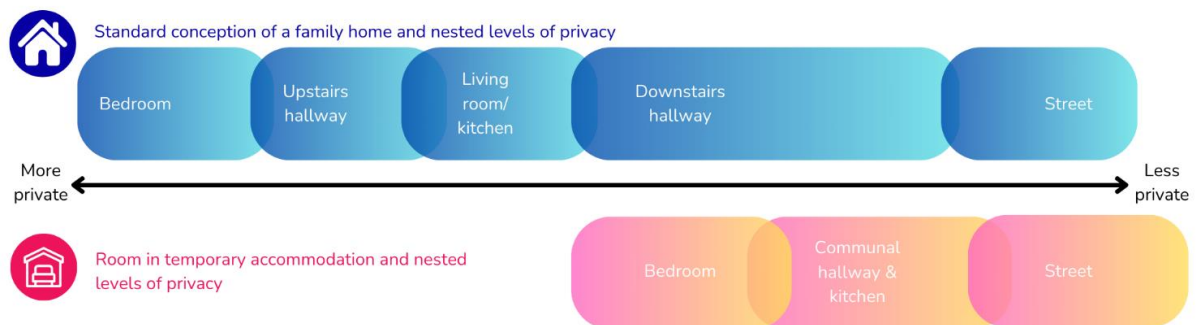 Standard conception of a family home and nested levels of privacy
Bedroom
Upstairs
hallway
Living
room/
kitchen
Downstairs
hallway
Street
More
private
Less
private
Room in temporary accommodation and nested
levels of privacy
Bedroom
Communal
hallway &
kitchen
Street